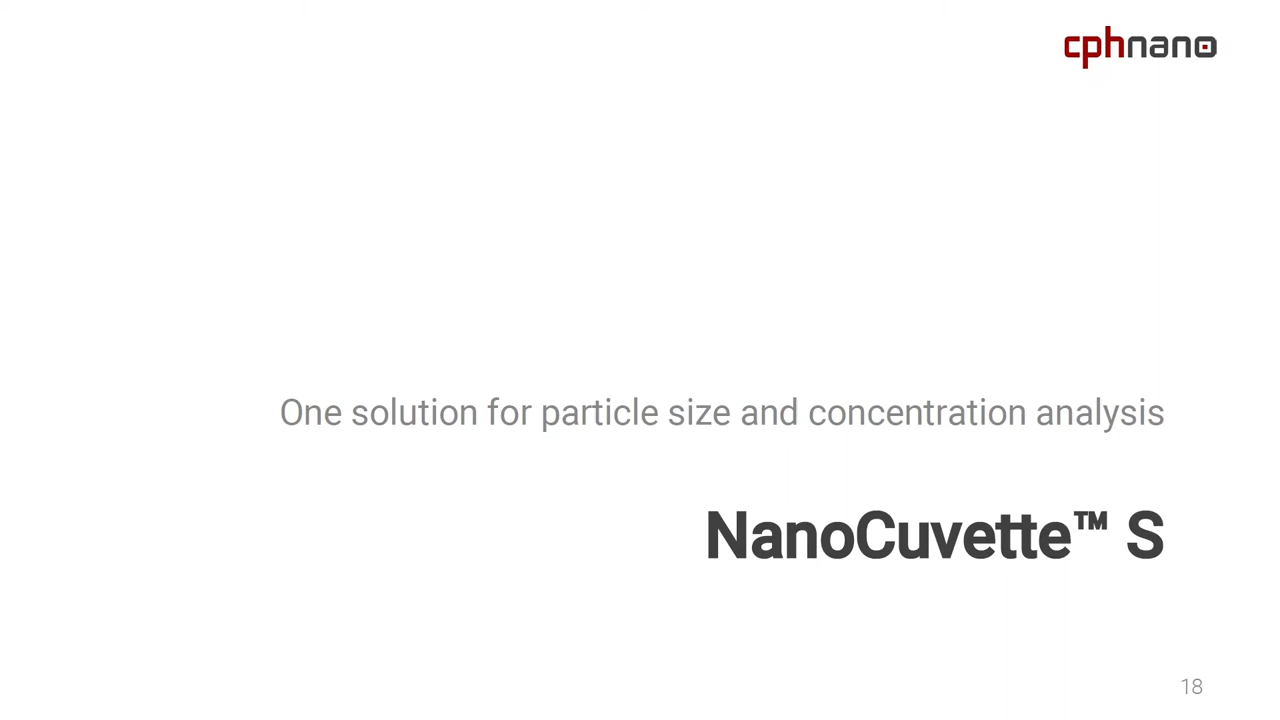 cphnano
One solution for particle size and concentration analysis
NanoCuvette™ S
18